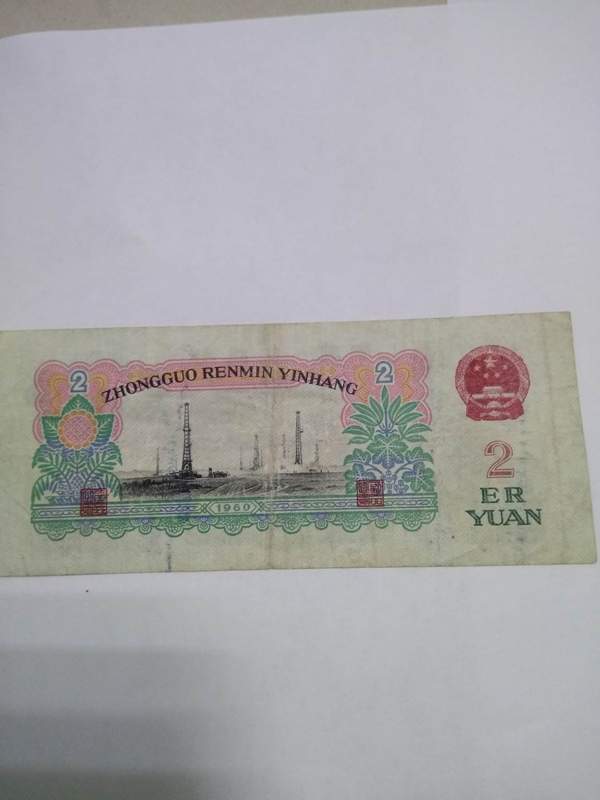 2
2
ZHONGGUO RENMIN YINHANG
1960
2
ER
YUAN